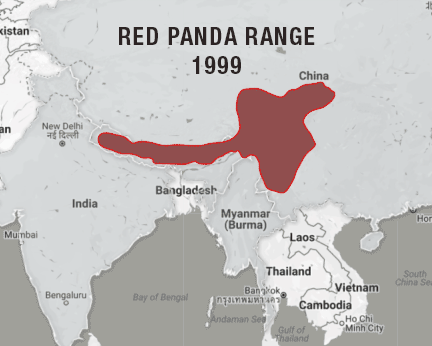 RED PANDA RANGE
1999
kistan
China
New Delhi
नई दिल्ली
an
Bangladesh
India
Myanmar
(Burma)
Mumbai
Laos
Hon
Thailand
Vietnam
South
China Sea
Bengaluru
Bay of Bengal
Bangkok
กรุงเทพมหานคร
Cambodia
Andaman Sea
Ho Chi
Minh City
Gulf of
Thailand